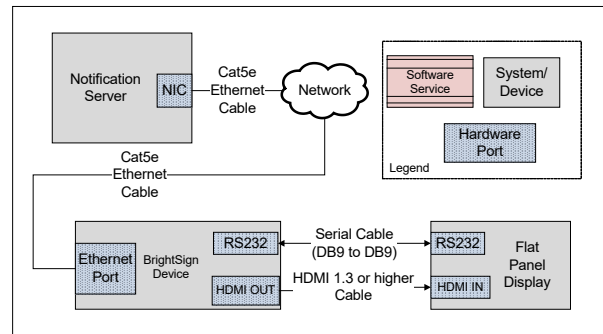 Notification
Server
NIC
Cat5e
Ethernet
Cable
Network
Software
Service
System/
Device
Hardware
Port
Legend
Cat5e
Ethernet
Cable
Ethernet
Port
BrightSign
Device
RS232
HDMI OUT
Serial Cable
(DB9 to DB9)
HDMI 1.3 or higher
Cable
RS232
HDMI IN
Flat
Panel
Display